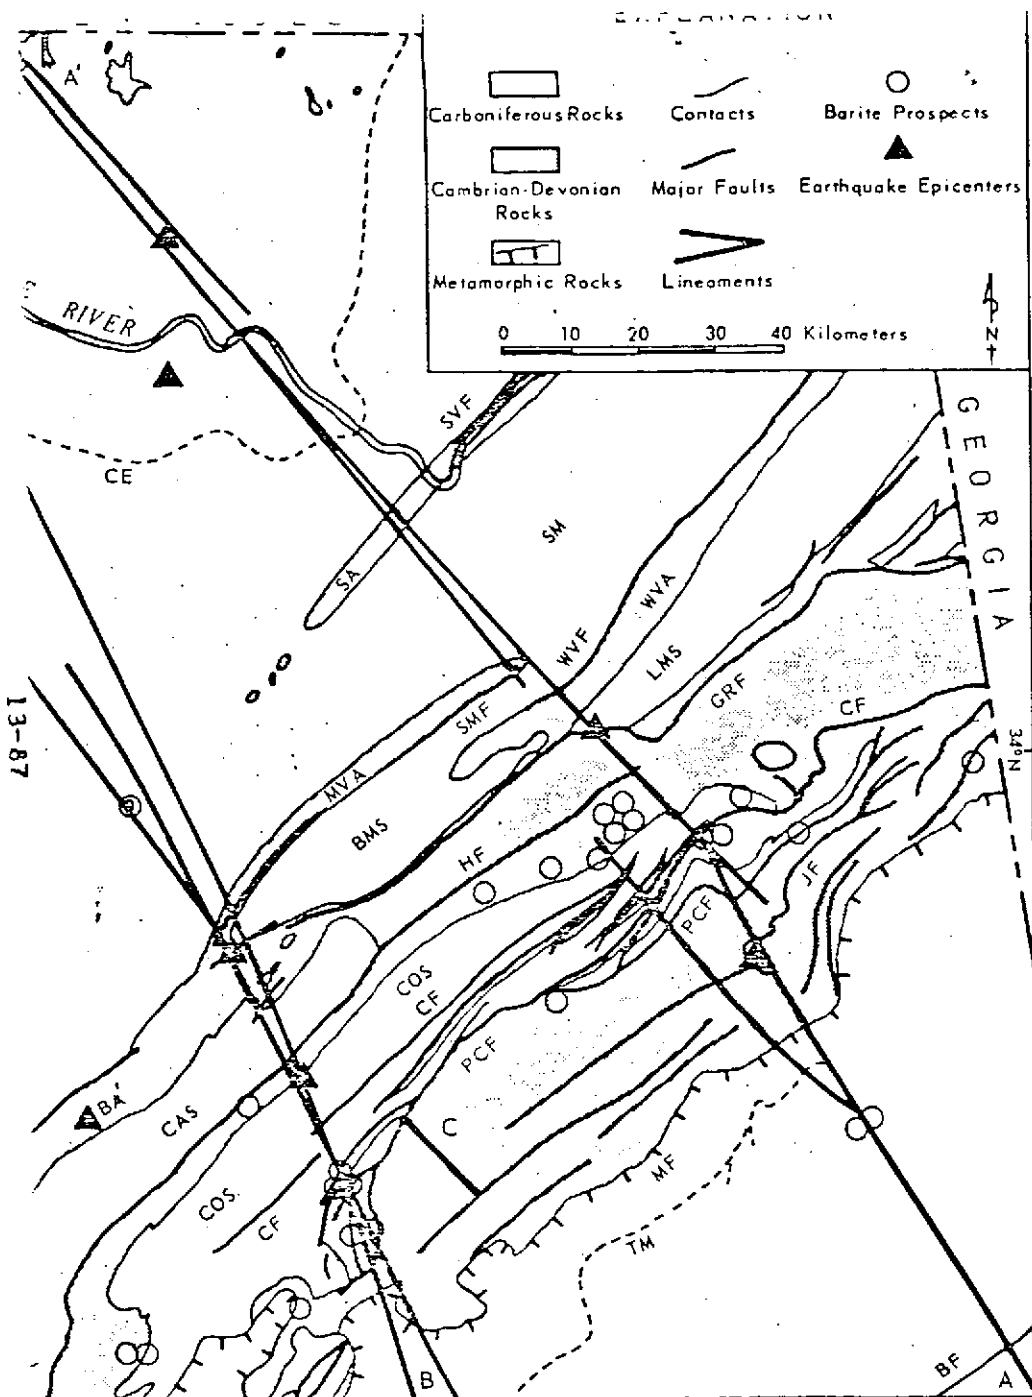 EXPLANATION
A'
Carboniferous Rocks
Contacts
Barite Prospects
Cambrian-Devonian
Rocks
Major Faults
Earthquake Epicenters
Metamorphic Rocks
Lineaments
N
0 10 20 30 40 Kilometers
RIVER
SVF
CE
GEORGIA
SM
SA
WVA
WVF
LMS
GRF
CF
SMF
34°N
13-87
MVA
BMS
HF
JF
PCF
COS
CF
PCF
BA'
CAS
C
COS
CF
MF
TM
B
BF
A